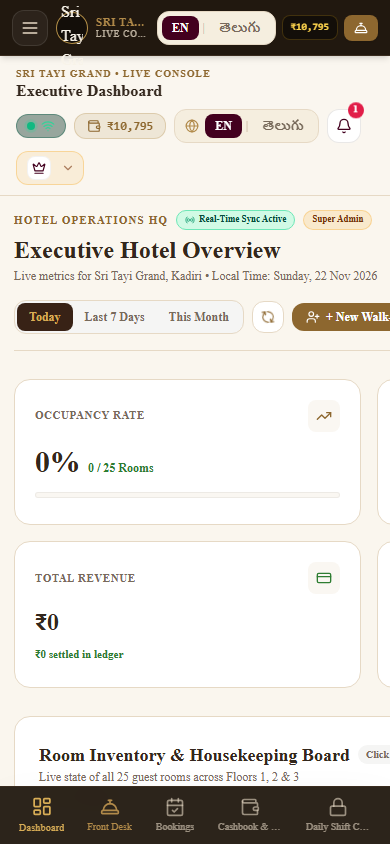 Sri
Tay
G
SRI TA...
LIVE CO...
EN
తెలుగు
₹10,795
SRI TAYI GRAND • LIVE CONSOLE
Executive Dashboard
₹10,795
EN
తెలుగు
1
HOTEL OPERATIONS HQ
Real-Time Sync Active
Super Admin
Executive Hotel Overview
Live metrics for Sri Tayi Grand, Kadiri • Local Time: Sunday, 22 Nov 2026
Today
Last 7 Days
This Month
+ New Walk-
OCCUPANCY RATE
0% 0 / 25 Rooms
TOTAL REVENUE
₹0
₹0 settled in ledger
Room Inventory & Housekeeping Board
Click
Live state of all 25 guest rooms across Floors 1, 2 & 3
Dashboard
Front Desk
Bookings
Cashbook & ...
Daily Shift C...